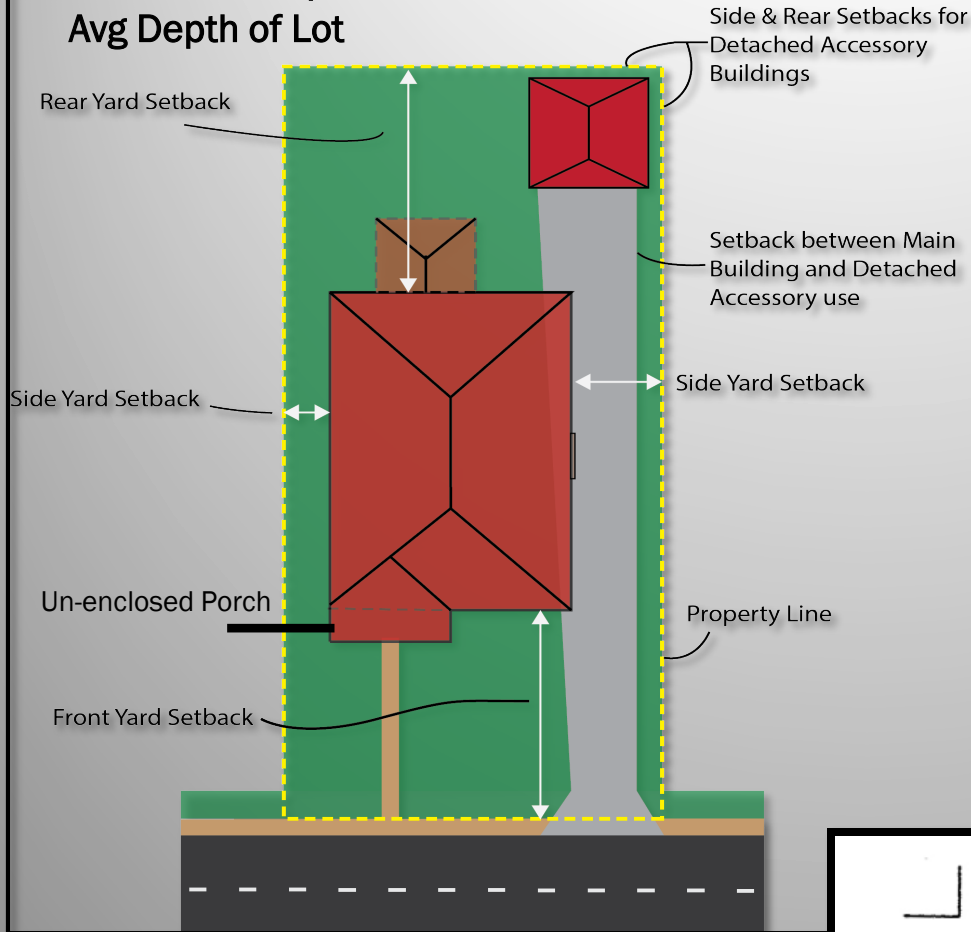 Avg Depth of Lot
Side & Rear Setbacks for
Detached Accessory
Buildings
Rear Yard Setback
Setback between Main
Building and Detached
Accessory use
Side Yard Setback
Side Yard Setback
Un-enclosed Porch
Property Line
Front Yard Setback